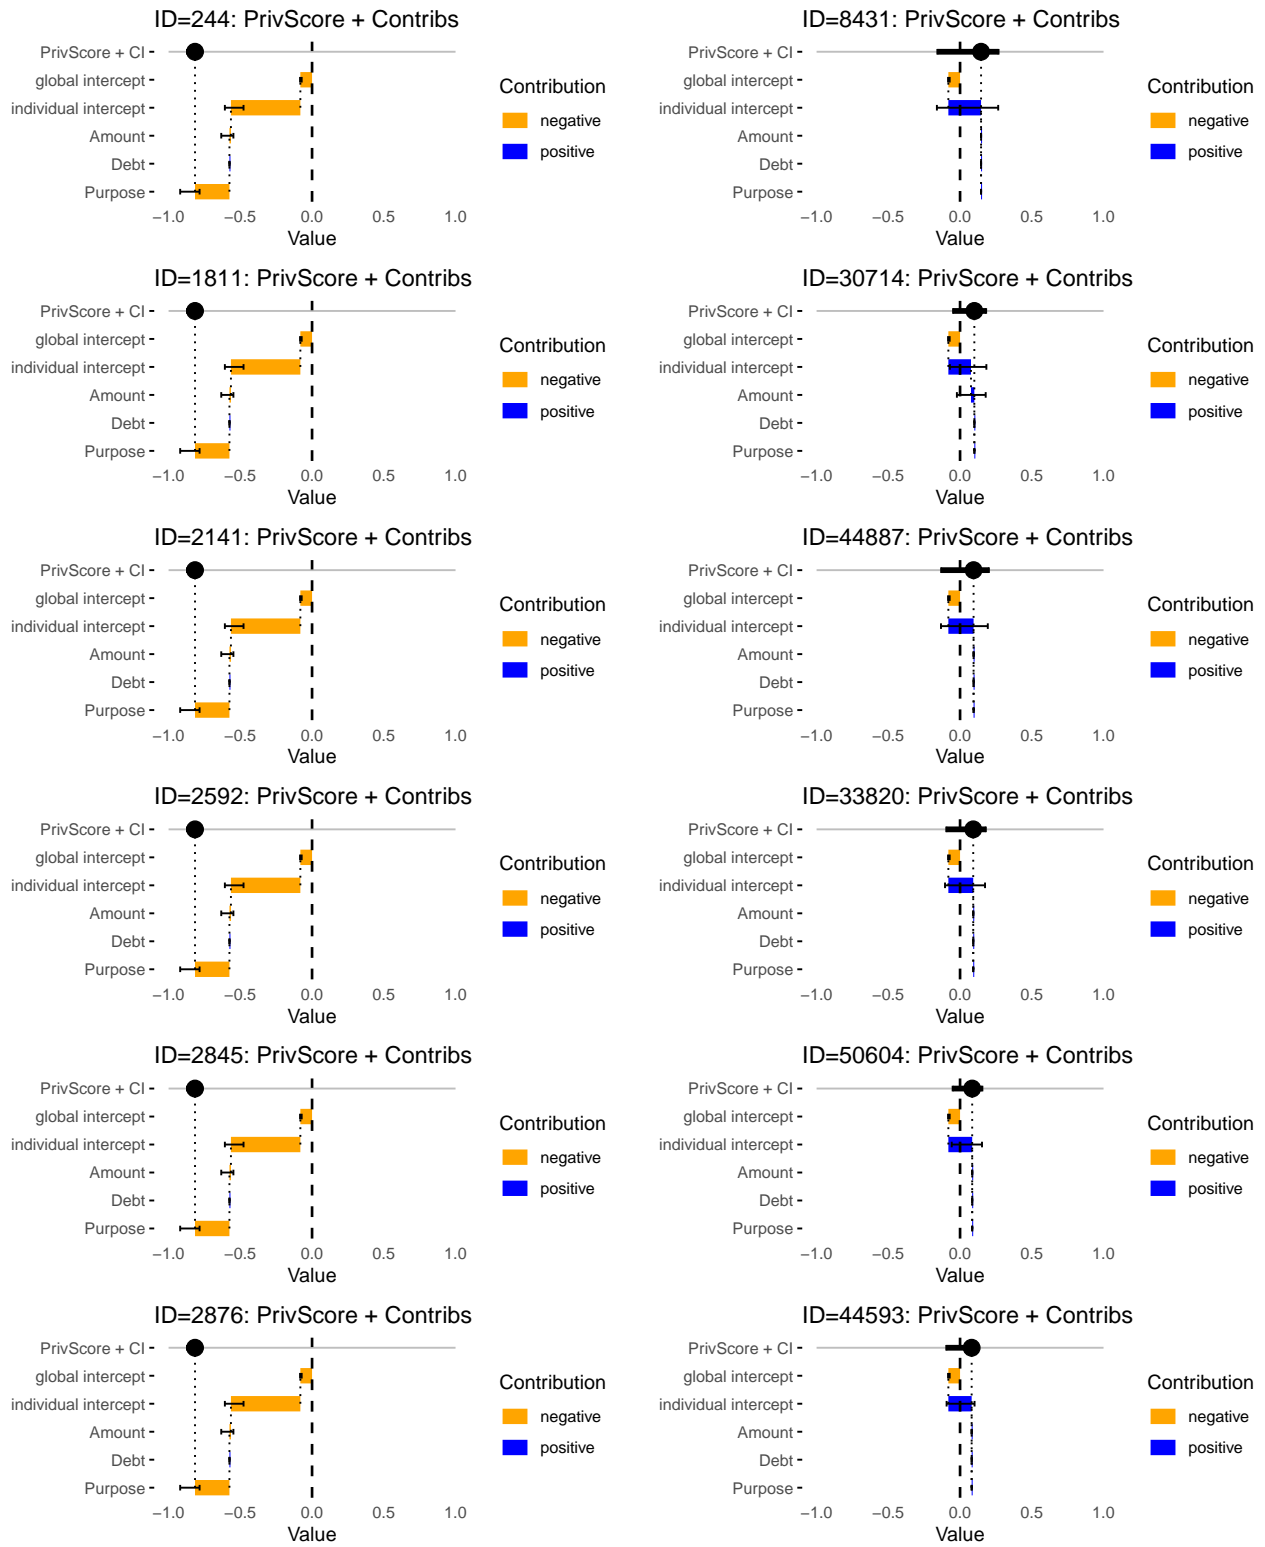 ID=244: PrivScore + Contribs
PrivScore + CI
global intercept
individual intercept
Amount
Debt
Purpose
−1.0 −0.5 0.0 0.5 1.0
Value
Contribution
negative
positive
ID=8431: PrivScore + Contribs
PrivScore + CI
global intercept
individual intercept
Amount
Debt
Purpose
−1.0 −0.5 0.0 0.5 1.0
Value
Contribution
negative
positive
ID=1811: PrivScore + Contribs
PrivScore + CI
global intercept
individual intercept
Amount
Debt
Purpose
−1.0 −0.5 0.0 0.5 1.0
Value
Contribution
negative
positive
ID=30714: PrivScore + Contribs
PrivScore + CI
global intercept
individual intercept
Amount
Debt
Purpose
−1.0 −0.5 0.0 0.5 1.0
Value
Contribution
negative
positive
ID=2141: PrivScore + Contribs
PrivScore + CI
global intercept
individual intercept
Amount
Debt
Purpose
−1.0 −0.5 0.0 0.5 1.0
Value
Contribution
negative
positive
ID=44887: PrivScore + Contribs
PrivScore + CI
global intercept
individual intercept
Amount
Debt
Purpose
−1.0 −0.5 0.0 0.5 1.0
Value
Contribution
negative
positive
ID=2592: PrivScore + Contribs
PrivScore + CI
global intercept
individual intercept
Amount
Debt
Purpose
−1.0 −0.5 0.0 0.5 1.0
Value
Contribution
negative
positive
ID=33820: PrivScore + Contribs
PrivScore + CI
global intercept
individual intercept
Amount
Debt
Purpose
−1.0 −0.5 0.0 0.5 1.0
Value
Contribution
negative
positive
ID=2845: PrivScore + Contribs
PrivScore + CI
global intercept
individual intercept
Amount
Debt
Purpose
−1.0 −0.5 0.0 0.5 1.0
Value
Contribution
negative
positive
ID=50604: PrivScore + Contribs
PrivScore + CI
global intercept
individual intercept
Amount
Debt
Purpose
−1.0 −0.5 0.0 0.5 1.0
Value
Contribution
negative
positive
ID=2876: PrivScore + Contribs
PrivScore + CI
global intercept
individual intercept
Amount
Debt
Purpose
−1.0 −0.5 0.0 0.5 1.0
Value
Contribution
negative
positive
ID=44593: PrivScore + Contribs
PrivScore + CI
global intercept
individual intercept
Amount
Debt
Purpose
−1.0 −0.5 0.0 0.5 1.0
Value
Contribution
negative
positive